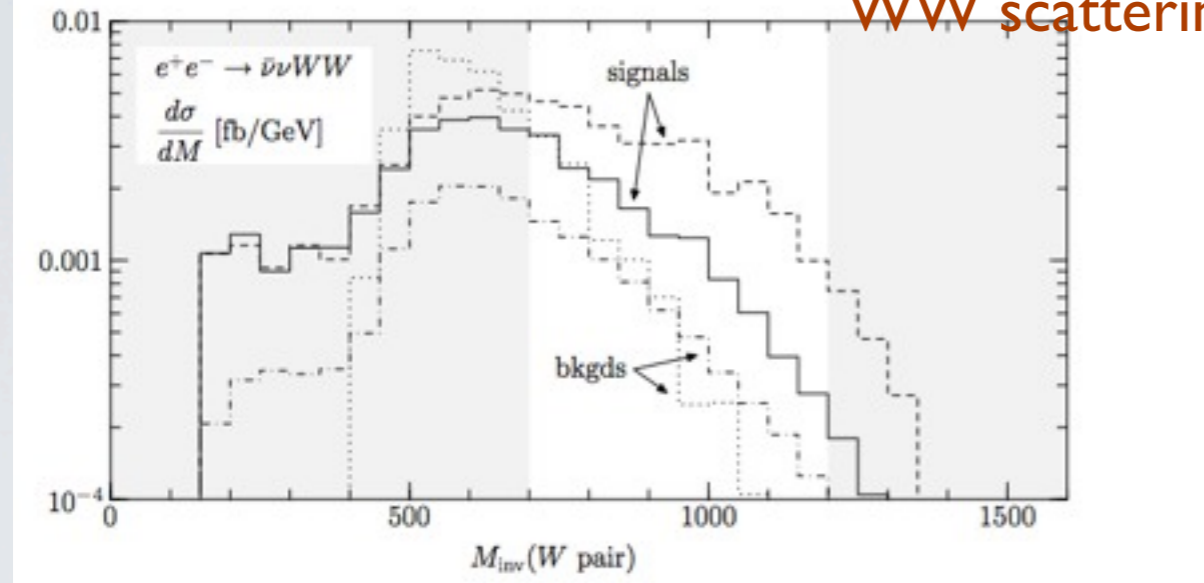 WW scatterin
0.01
e⁺e⁻ → ν̄νWW
dσ/dM [fb/GeV]
signals
0.001
bkgds
10⁻⁴
0 500 1000 1500
M_inv(W pair)